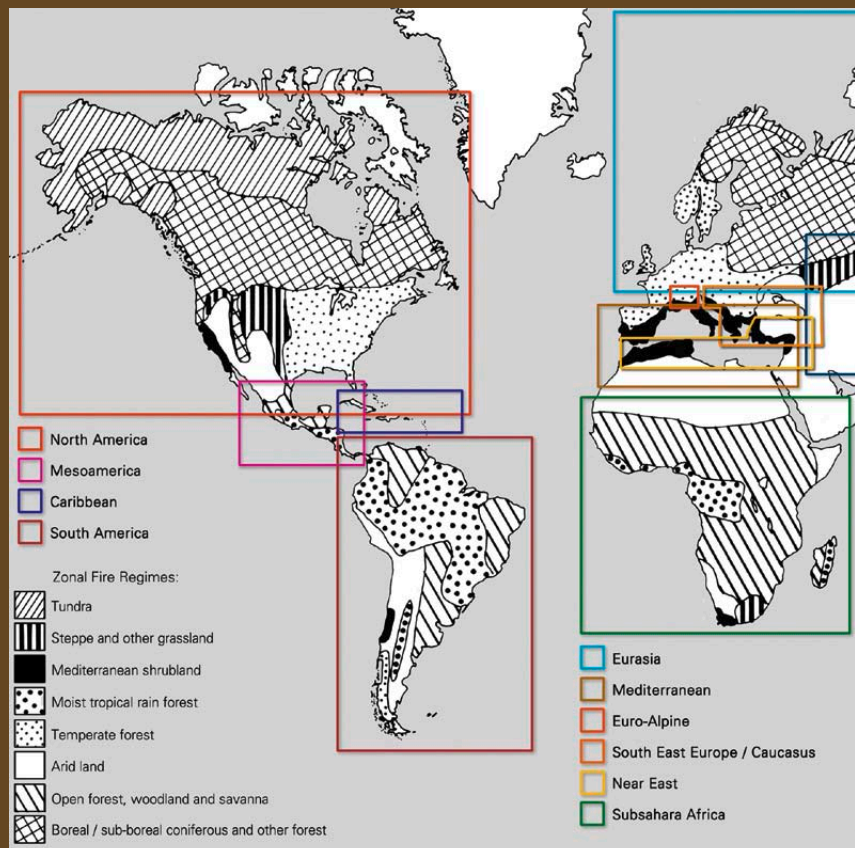 North America
Mesoamerica
Caribbean
South America
Zonal Fire Regimes:
Tundra
Steppe and other grassland
Mediterranean shrubland
Moist tropical rain forest
Temperate forest
Arid land
Open forest, woodland and savanna
Boreal / sub-boreal coniferous and other forest
Eurasia
Mediterranean
Euro-Alpine
South East Europe / Caucasus
Near East
Subsahara Africa